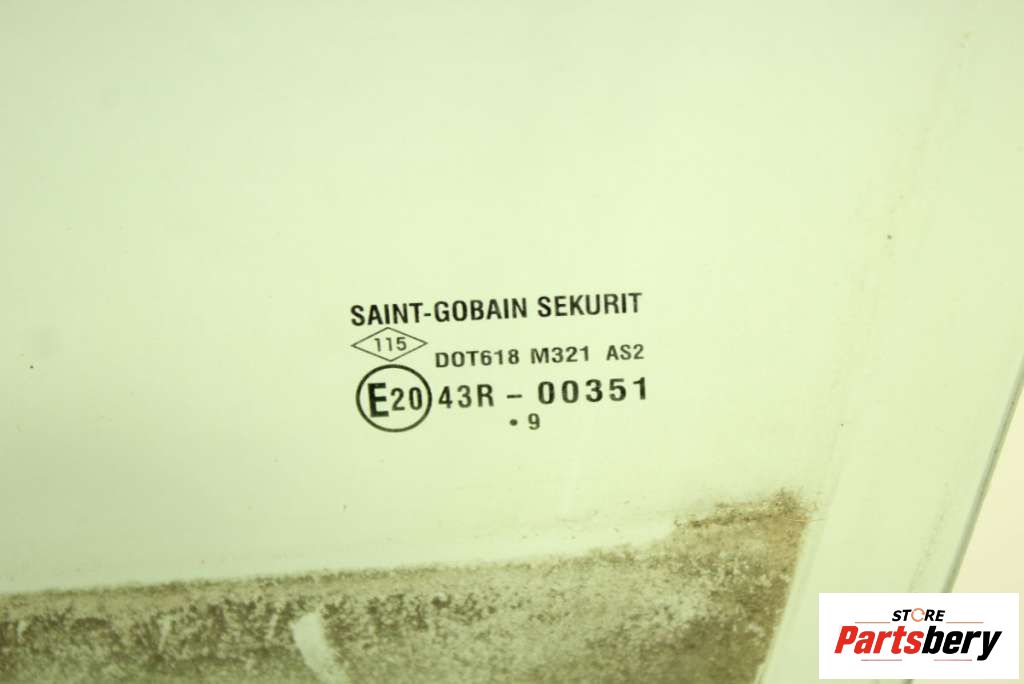 SAINT-GOBAIN SEKURIT
115
DOT618 M321 AS2
E20 43R - 00351
• 9
STORE
Partsbery